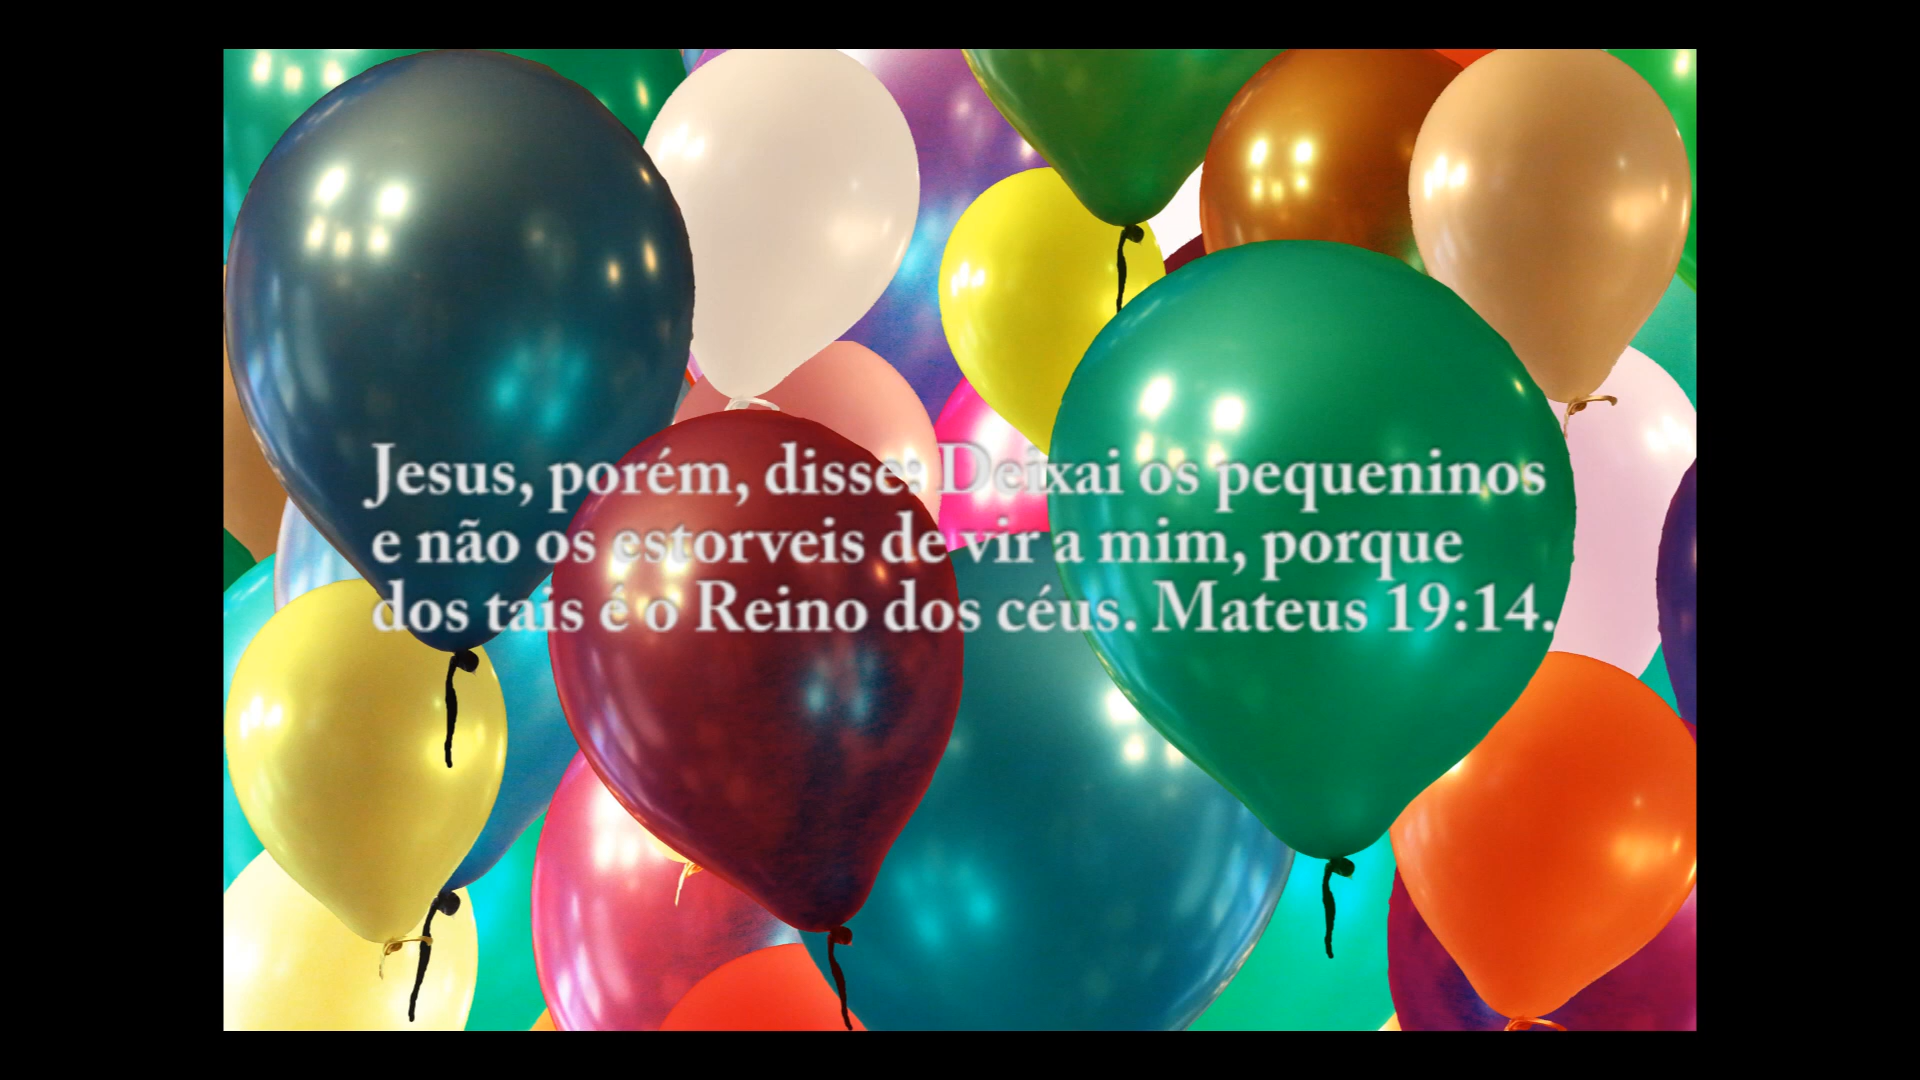 Jesus, porém, disse: Deixai os pequeninos
e não os estorveis de vir a mim, porque
dos tais é o Reino dos céus. Mateus 19:14.